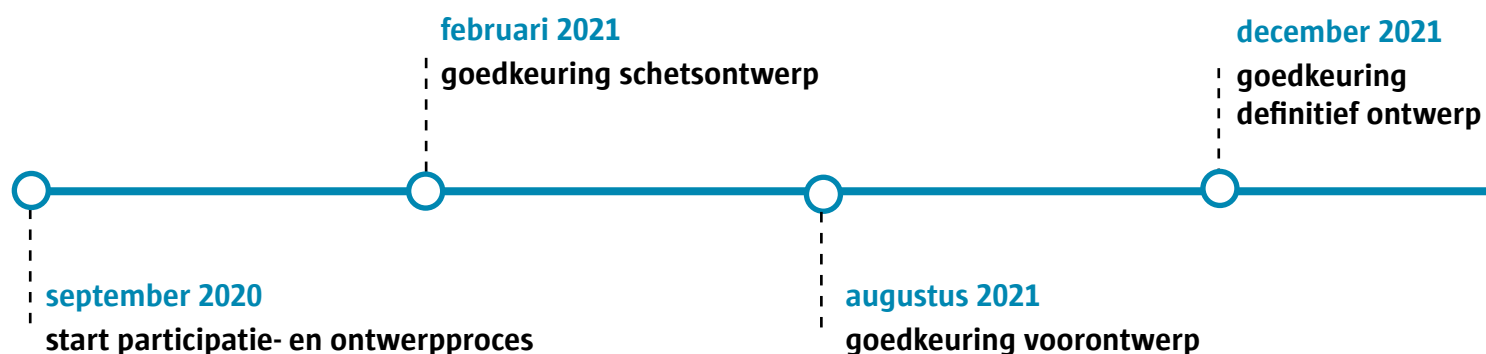 februari 2021
goedkeuring schetsontwerp
december 2021
goedkeuring
definitief ontwerp
september 2020
start participatie- en ontwerpproces
augustus 2021
goedkeuring voorontwerp